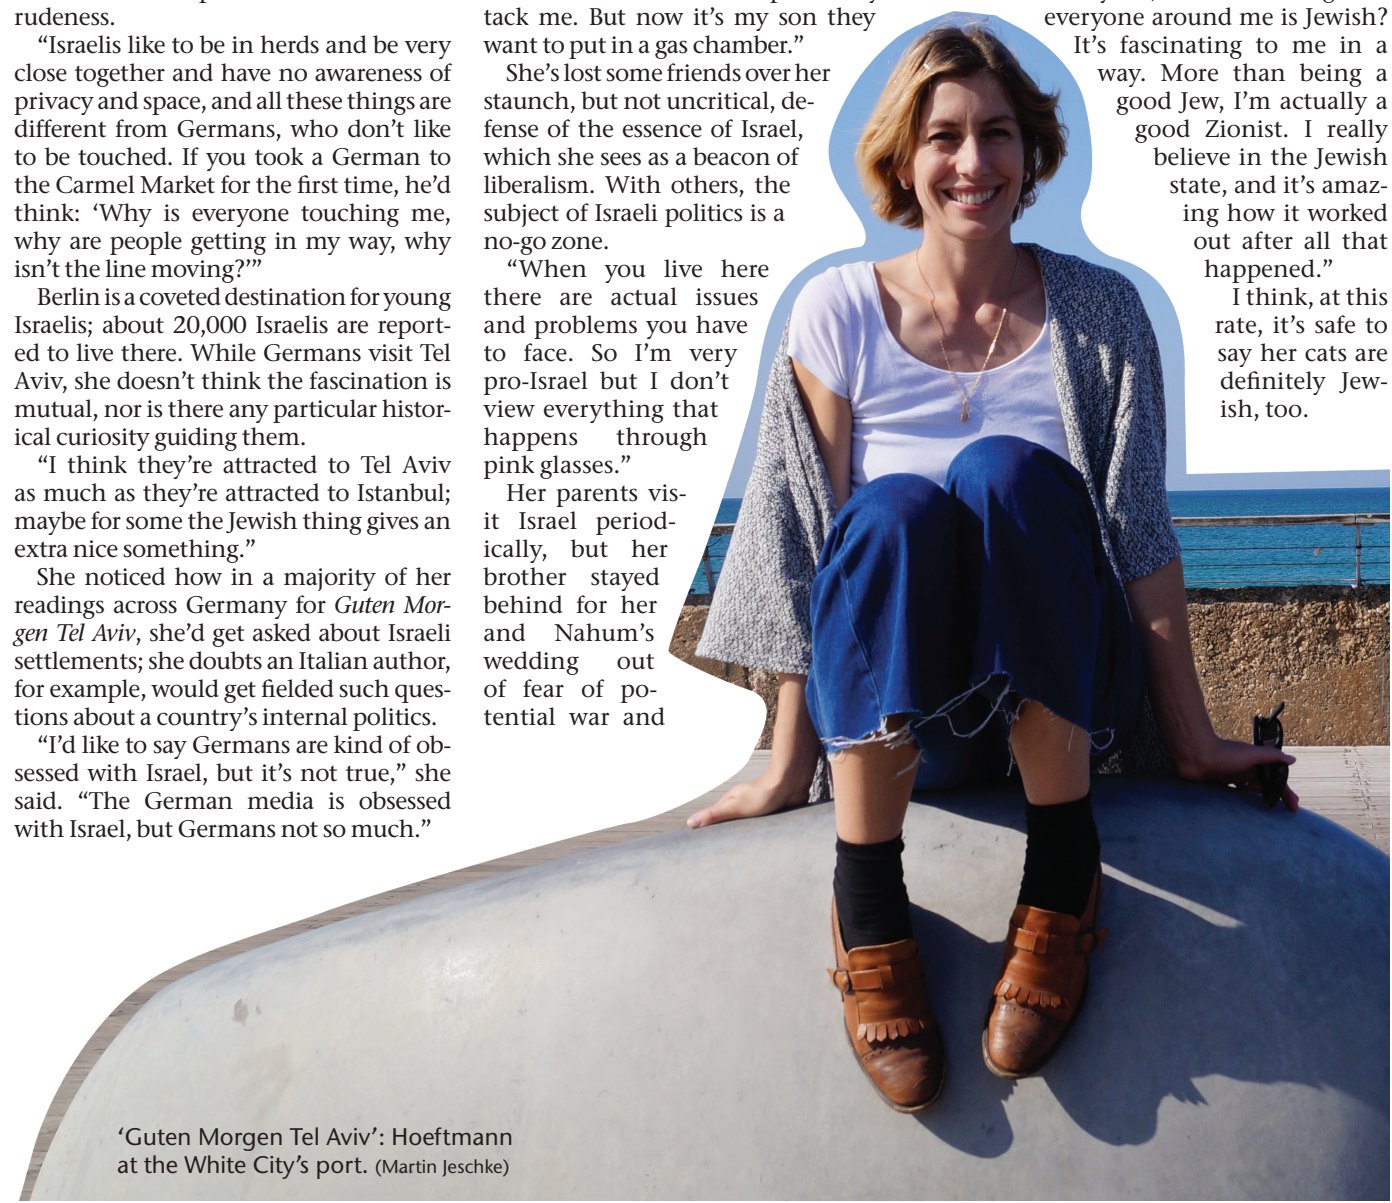 rudeness.
“Israelis like to be in herds and be very
close together and have no awareness of
privacy and space, and all these things are
different from Germans, who don’t like
to be touched. If you took a German to
the Carmel Market for the first time, he’d
think: ‘Why is everyone touching me,
why are people getting in my way, why
isn’t the line moving?’”
Berlin is a coveted destination for young
Israelis; about 20,000 Israelis are report-
ed to live there. While Germans visit Tel
Aviv, she doesn’t think the fascination is
mutual, nor is there any particular histor-
ical curiosity guiding them.
“I think they’re attracted to Tel Aviv
as much as they’re attracted to Istanbul;
maybe for some the Jewish thing gives an
extra nice something.”
She noticed how in a majority of her
readings across Germany for Guten Mor-
gen Tel Aviv, she’d get asked about Israeli
settlements; she doubts an Italian author,
for example, would get fielded such ques-
tions about a country’s internal politics.
“I’d like to say Germans are kind of ob-
sessed with Israel, but it’s not true,” she
said. “The German media is obsessed
with Israel, but Germans not so much.”
tack me. But now it’s my son they
want to put in a gas chamber.”
She’s lost some friends over her
staunch, but not uncritical, de-
fense of the essence of Israel,
which she sees as a beacon of
liberalism. With others, the
subject of Israeli politics is a
no-go zone.
“When you live here
there are actual issues
and problems you have
to face. So I’m very
pro-Israel but I don’t
view everything that
happens through
pink glasses.”
Her parents vis-
it Israel period-
ically, but her
brother stayed
behind for her
and Nahum’s
wedding out
of fear of po-
tential war and
everyone around me is Jewish?
It’s fascinating to me in a
way. More than being a
good Jew, I’m actually a
good Zionist. I really
believe in the Jewish
state, and it’s amaz-
ing how it worked
out after all that
happened.”
I think, at this
rate, it’s safe to
say her cats are
definitely Jew-
ish, too.
‘Guten Morgen Tel Aviv’: Hoeftmann
at the White City’s port. (Martin Jeschke)